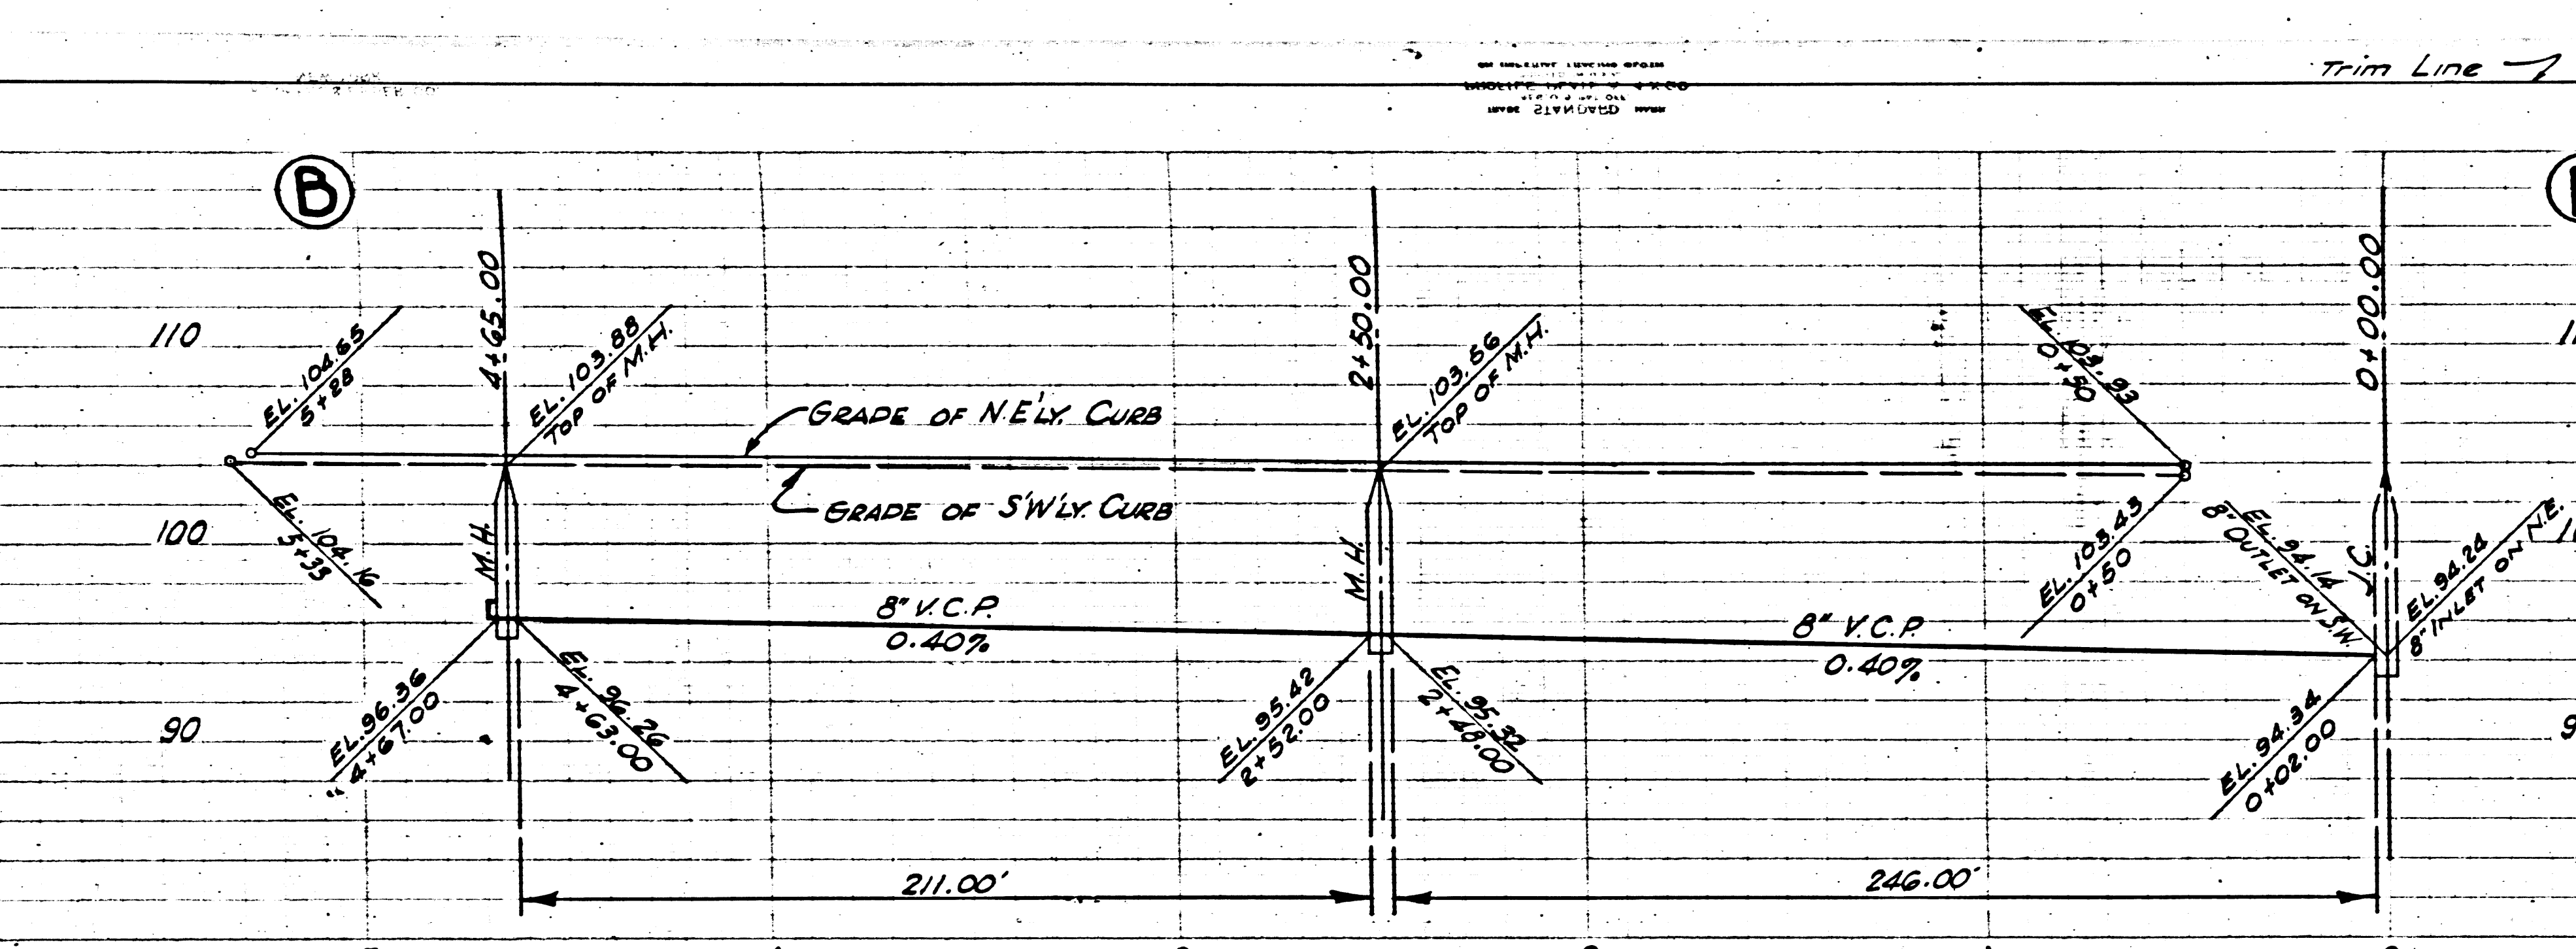 Trim Line
TRADE STANDARD MARK
B
110
100
90
EL. 104.65
5+28
EL. 104.16
5+33
4+65.00
EL. 103.88
TOP OF M.H.
M.H.
GRADE OF N.E'LY. CURB
GRADE OF S'W'LY. CURB
EL. 96.36
4+67.00
EL. 96.26
4+63.00
8" V.C.P.
0.40%
211.00'
2+50.00
EL. 103.56
TOP OF M.H.
M.H.
EL. 95.42
2+52.00
EL. 95.32
2+48.00
8" V.C.P.
0.40%
246.00'
EL. 103.93
0+50
EL. 103.43
0+50
0+00.00
EL. 94.14
8" OUTLET ON S.W.
EL. 94.24
8" INLET ON N.E.
EL. 94.34
0+02.00